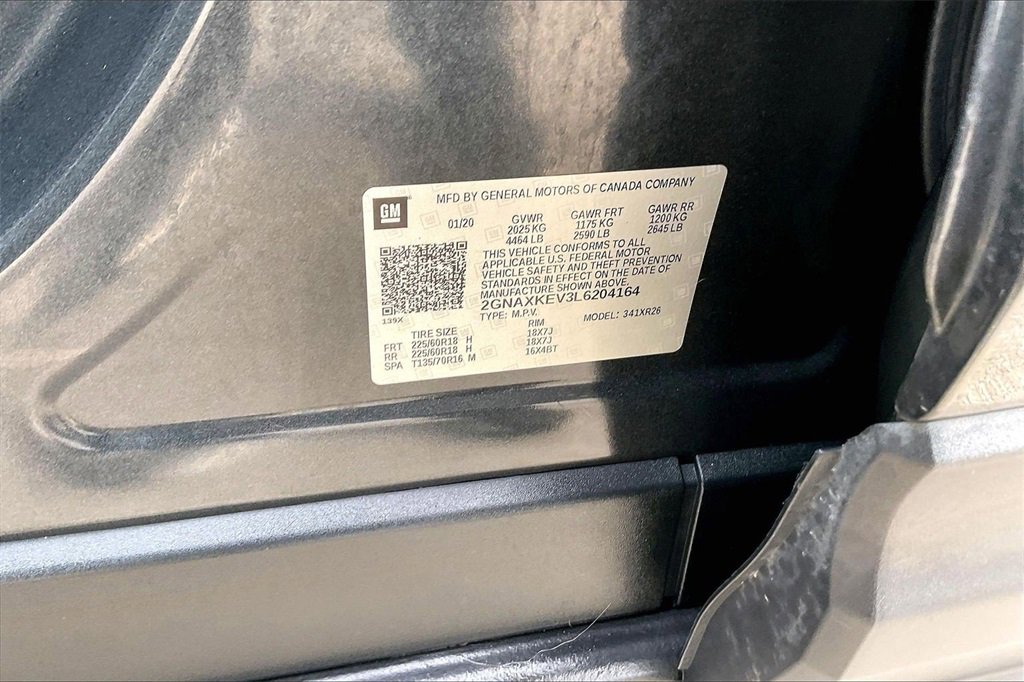 MFD BY GENERAL MOTORS OF CANADA COMPANY
GM
01/20 GVWR GAWR FRT GAWR RR
2025 KG 1175 KG 1200 KG
4464 LB 2590 LB 2645 LB
THIS VEHICLE CONFORMS TO ALL
APPLICABLE U.S. FEDERAL MOTOR
VEHICLE SAFETY AND THEFT PREVENTION
STANDARDS IN EFFECT ON THE DATE OF
MANUFACTURE SHOWN ABOVE.
2GNAXKEV3L6204164
139X
TYPE: M.P.V. MODEL: 341XR26
TIRE SIZE RIM
FRT 225/60R18 H 18X7J
RR 225/60R18 H 18X7J
SPA T135/70R16 M 16X4BT